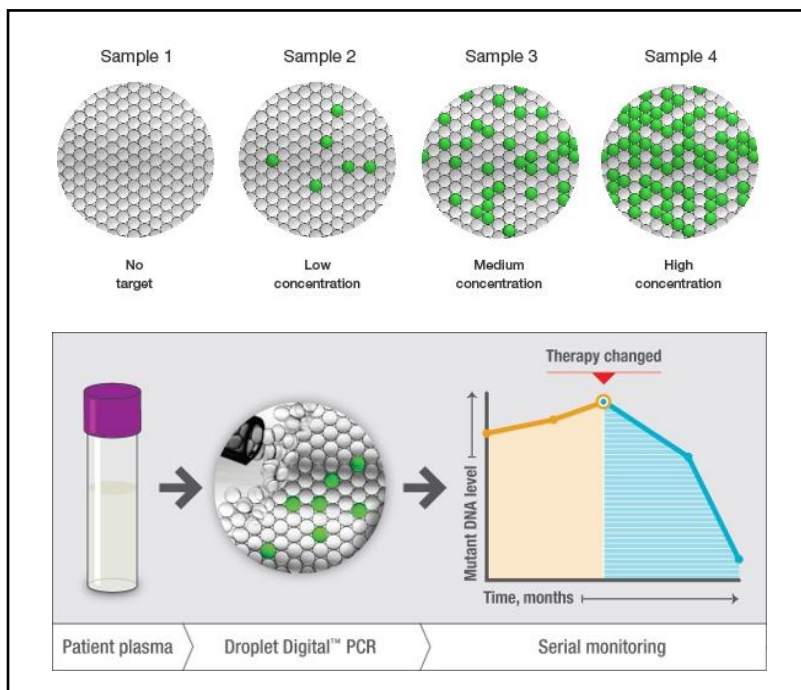 Sample 1
Sample 2
Sample 3
Sample 4
No
target
Low
concentration
Medium
concentration
High
concentration
Therapy changed
Mutant DNA level
Time, months
Patient plasma
Droplet Digital™ PCR
Serial monitoring